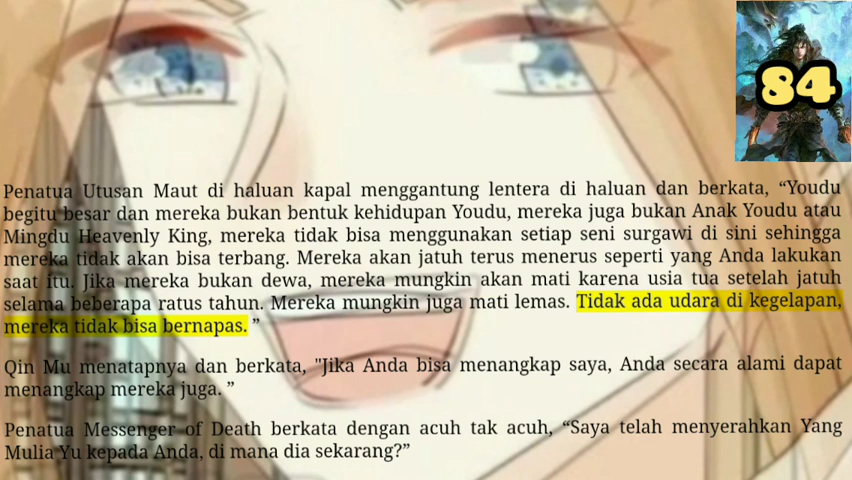 84
Penatua Utusan Maut di haluan kapal menggantung lentera di haluan dan berkata, “Youdu
begitu besar dan mereka bukan bentuk kehidupan Youdu, mereka juga bukan Anak Youdu atau
Mingdu Heavenly King, mereka tidak bisa menggunakan setiap seni surgawi di sini sehingga
mereka tidak akan bisa terbang. Mereka akan jatuh terus menerus seperti yang Anda lakukan
saat itu. Jika mereka bukan dewa, mereka mungkin akan mati karena usia tua setelah jatuh
selama beberapa ratus tahun. Mereka mungkin juga mati lemas. Tidak ada udara di kegelapan,
mereka tidak bisa bernapas. ”
Qin Mu menatapnya dan berkata, "Jika Anda bisa menangkap saya, Anda secara alami dapat
menangkap mereka juga. ”
Penatua Messenger of Death berkata dengan acuh tak acuh, “Saya telah menyerahkan Yang
Mulia Yu kepada Anda, di mana dia sekarang?”